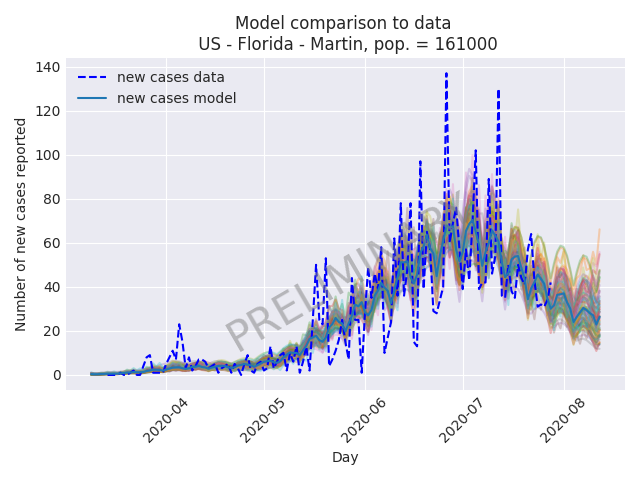 Model comparison to data
US - Florida - Martin, pop. = 161000
140
120
100
80
60
40
20
0
Number of new cases reported
new cases data
new cases model
PRELIMINARY
2020-04
2020-05
2020-06
2020-07
2020-08
Day